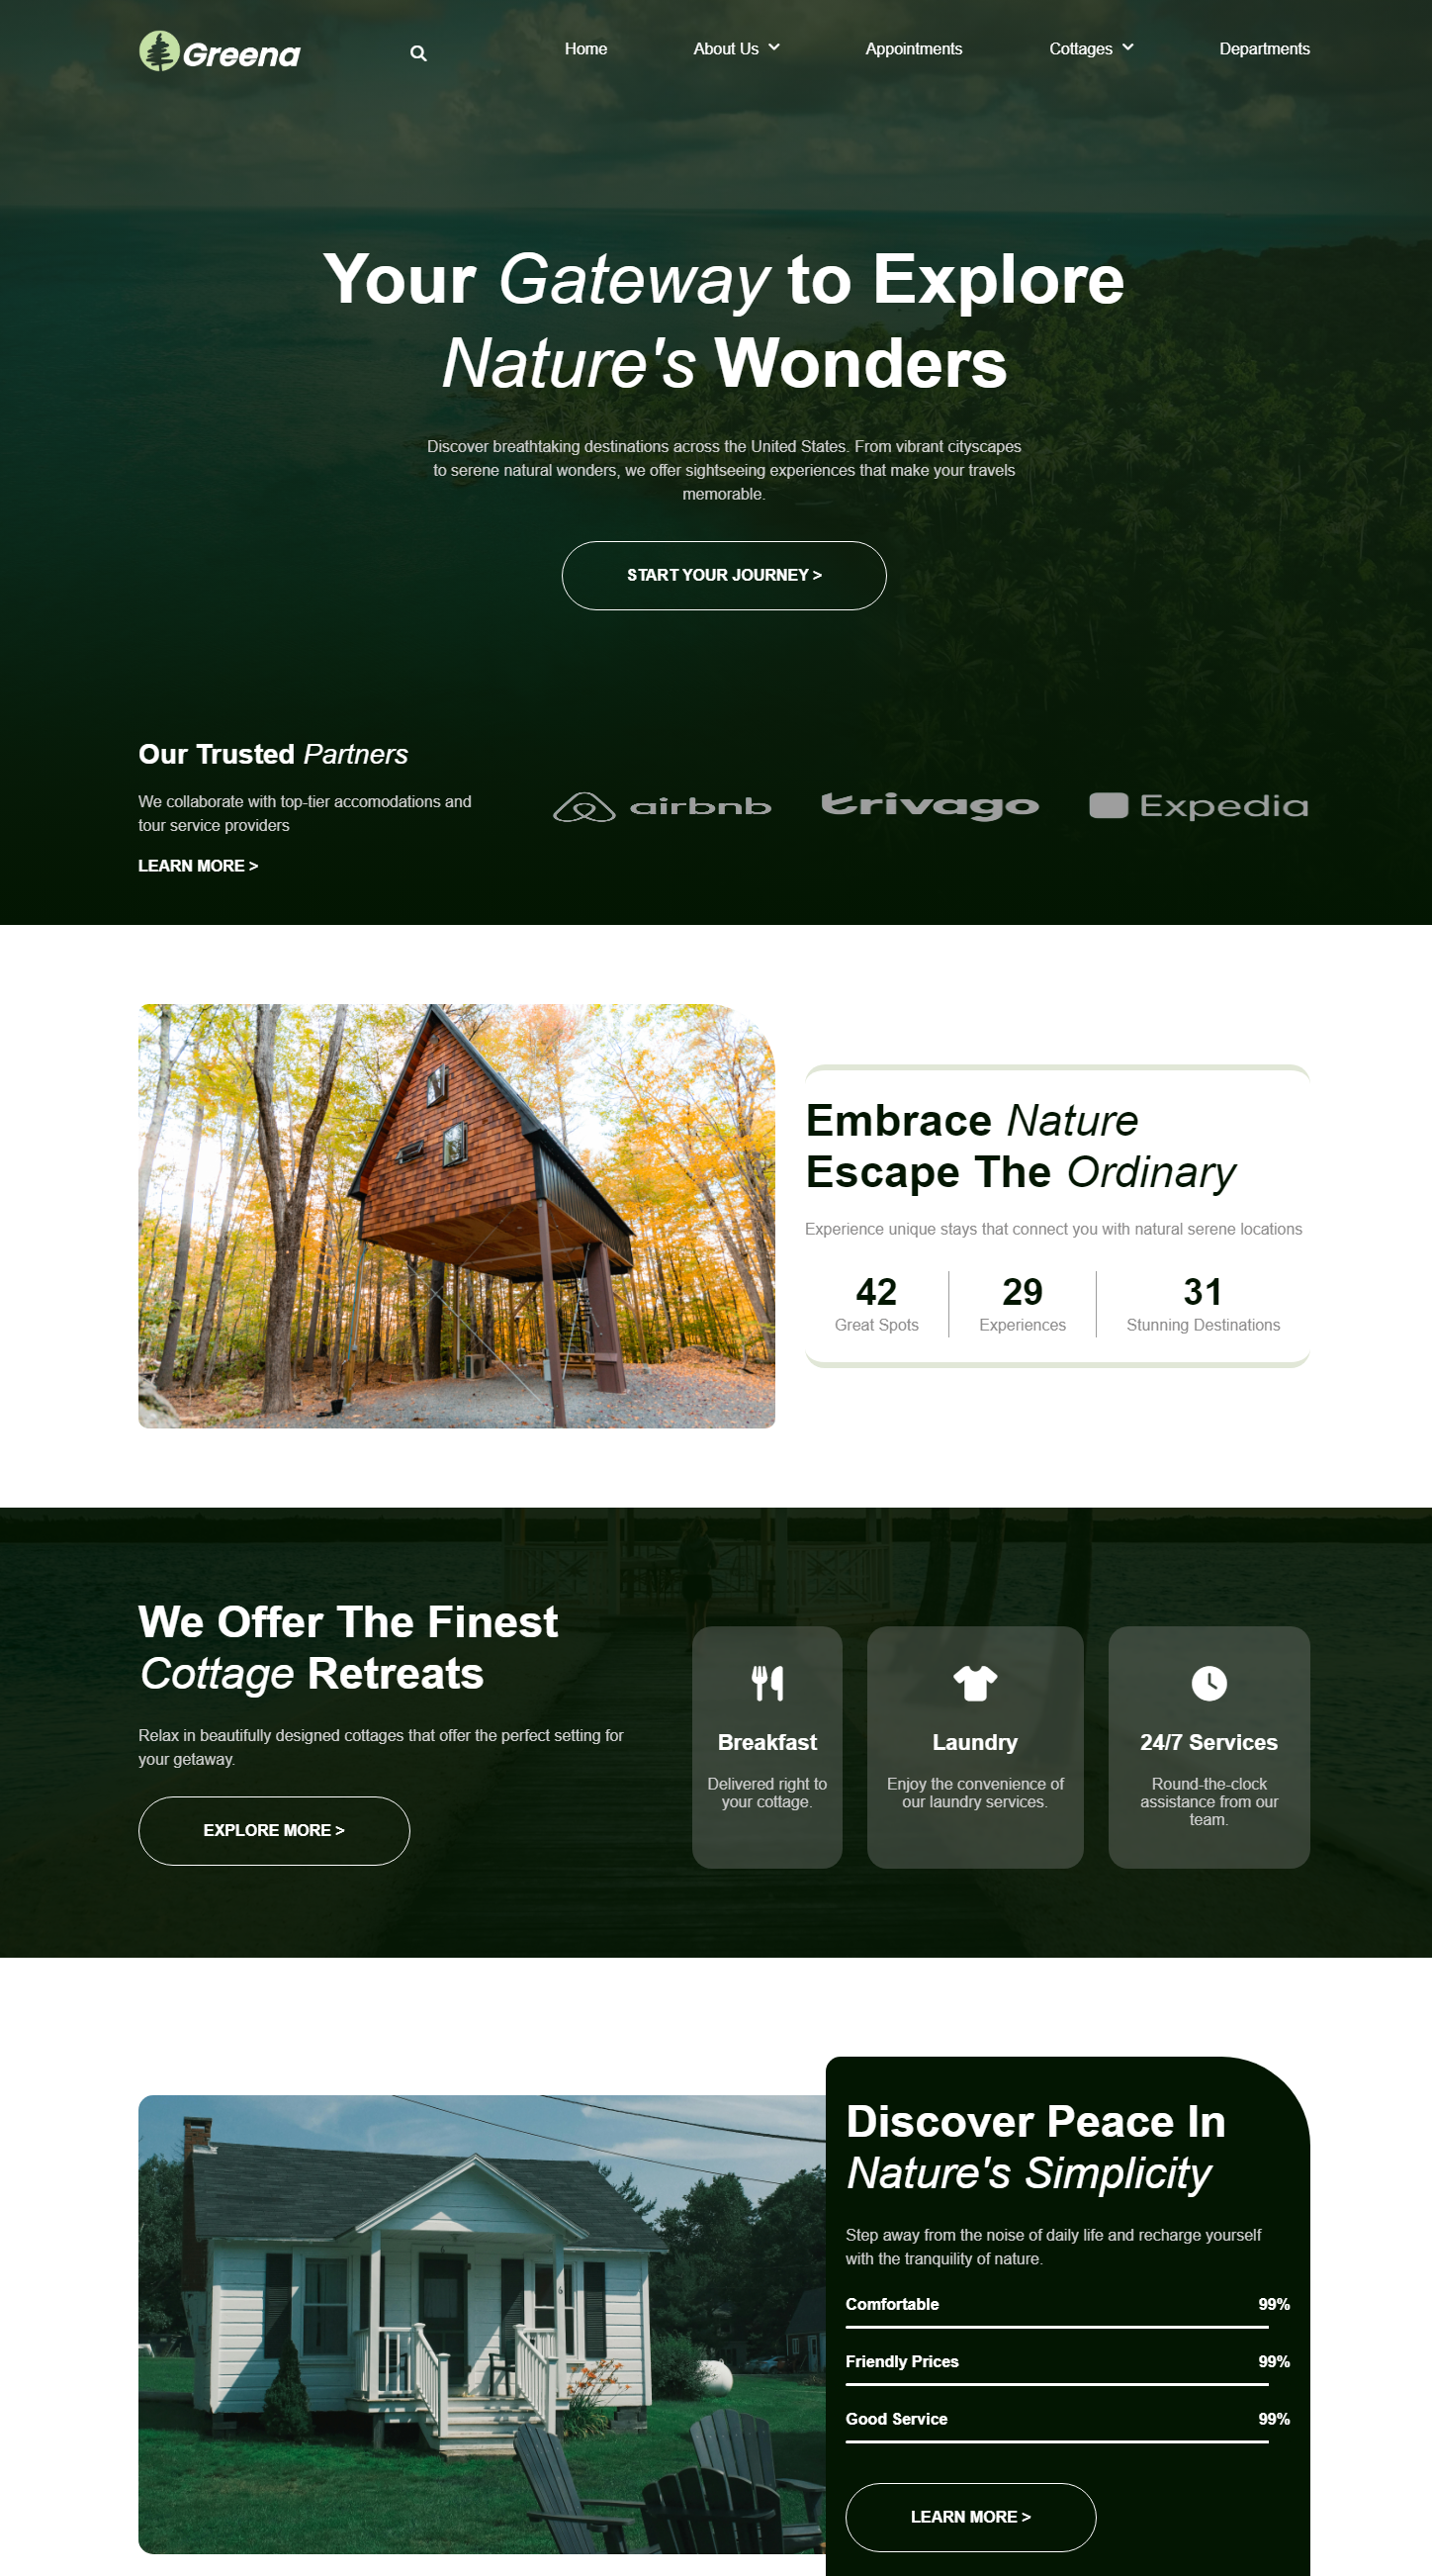 Greena
Home About Us Appointments Cottages Departments
Your Gateway to Explore
Nature's Wonders
Discover breathtaking destinations across the United States. From vibrant cityscapes
to serene natural wonders, we offer sightseeing experiences that make your travels
memorable.
START YOUR JOURNEY >
Our Trusted Partners
We collaborate with top-tier accomodations and
tour service providers
LEARN MORE >
airbnb
trivago
Expedia
Embrace Nature
Escape The Ordinary
Experience unique stays that connect you with natural serene locations
42
Great Spots
29
Experiences
31
Stunning Destinations
We Offer The Finest
Cottage Retreats
Relax in beautifully designed cottages that offer the perfect setting for
your getaway.
EXPLORE MORE >
Breakfast
Delivered right to
your cottage.
Laundry
Enjoy the convenience of
our laundry services.
24/7 Services
Round-the-clock
assistance from our
team.
Discover Peace In
Nature's Simplicity
Step away from the noise of daily life and recharge yourself
with the tranquility of nature.
Comfortable 99%
Friendly Prices 99%
Good Service 99%
LEARN MORE >